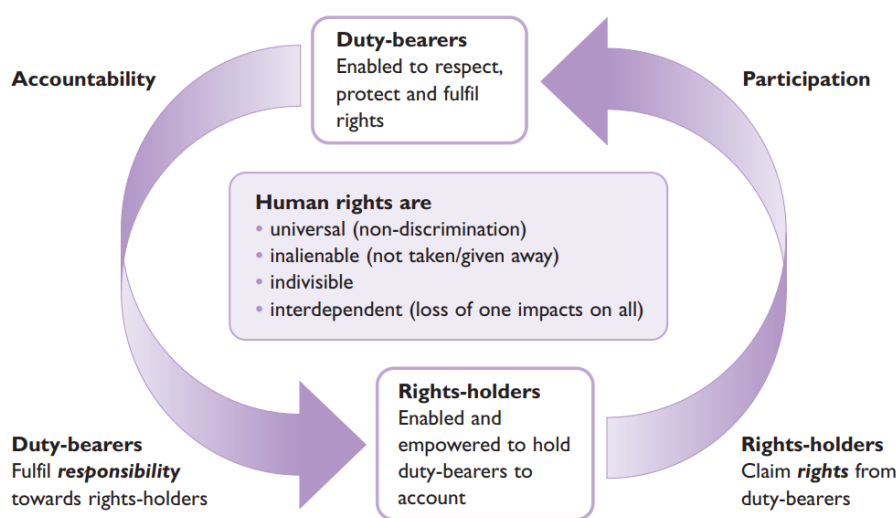 Duty-bearers
Enabled to respect,
protect and fulfil
rights
Accountability
Participation
Human rights are
• universal (non-discrimination)
• inalienable (not taken/given away)
• indivisible
• interdependent (loss of one impacts on all)
Rights-holders
Enabled and
empowered to hold
duty-bearers to
account
Duty-bearers
Fulfil responsibility
towards rights-holders
Rights-holders
Claim rights from
duty-bearers